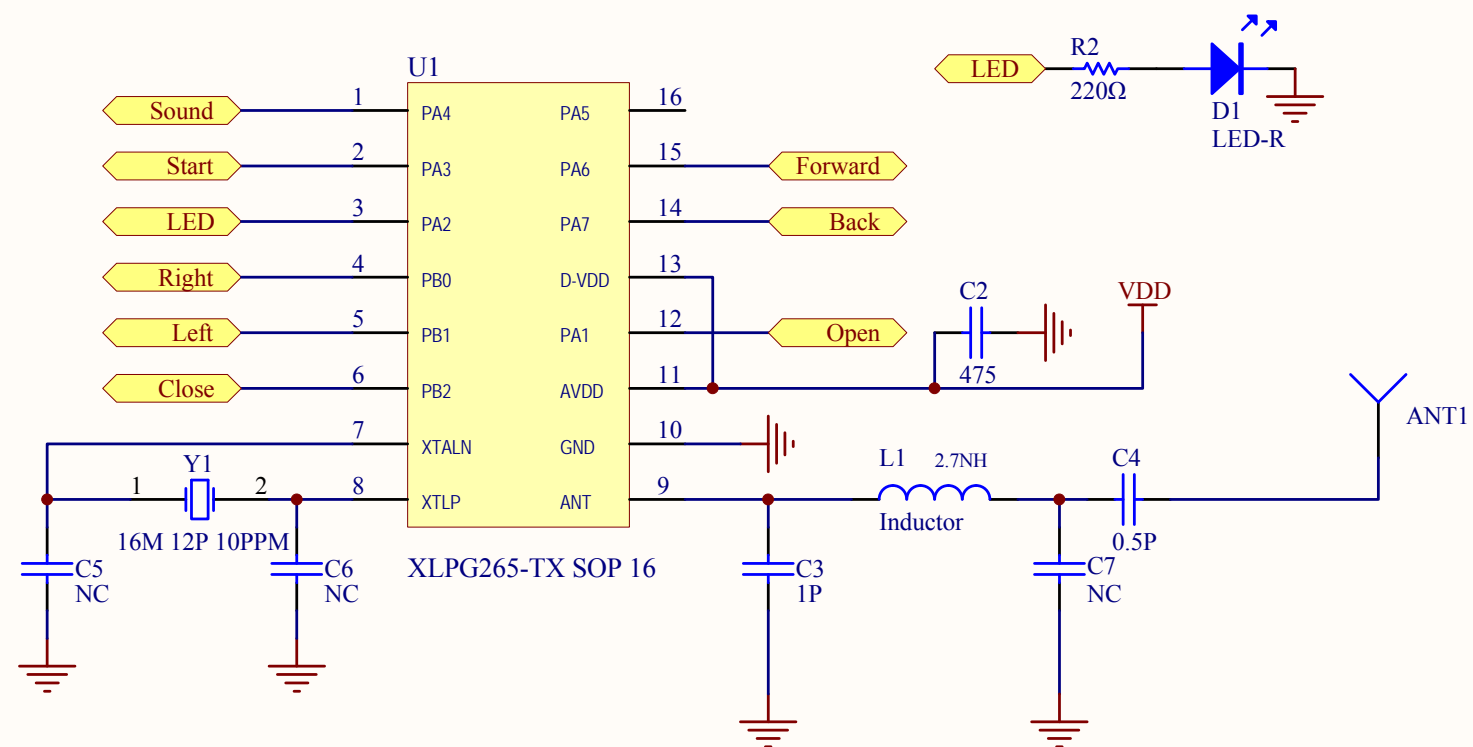 U1
Sound 1 PA4 PA5 16
Start 2 PA3 PA6 15 Forward
LED 3 PA2 PA7 14 Back
Right 4 PB0 D-VDD 13
Left 5 PB1 PA1 12 Open
Close 6 PB2 AVDD 11
7 XTALN GND 10
8 XTLP ANT 9
XLPG265-TX SOP 16
LED
R2
220Ω
D1
LED-R
C2
475
VDD
Y1
1 2
16M 12P 10PPM
C5
NC
C6
NC
C3
1P
L1 2.7NH
Inductor
C4
0.5P
C7
NC
ANT1